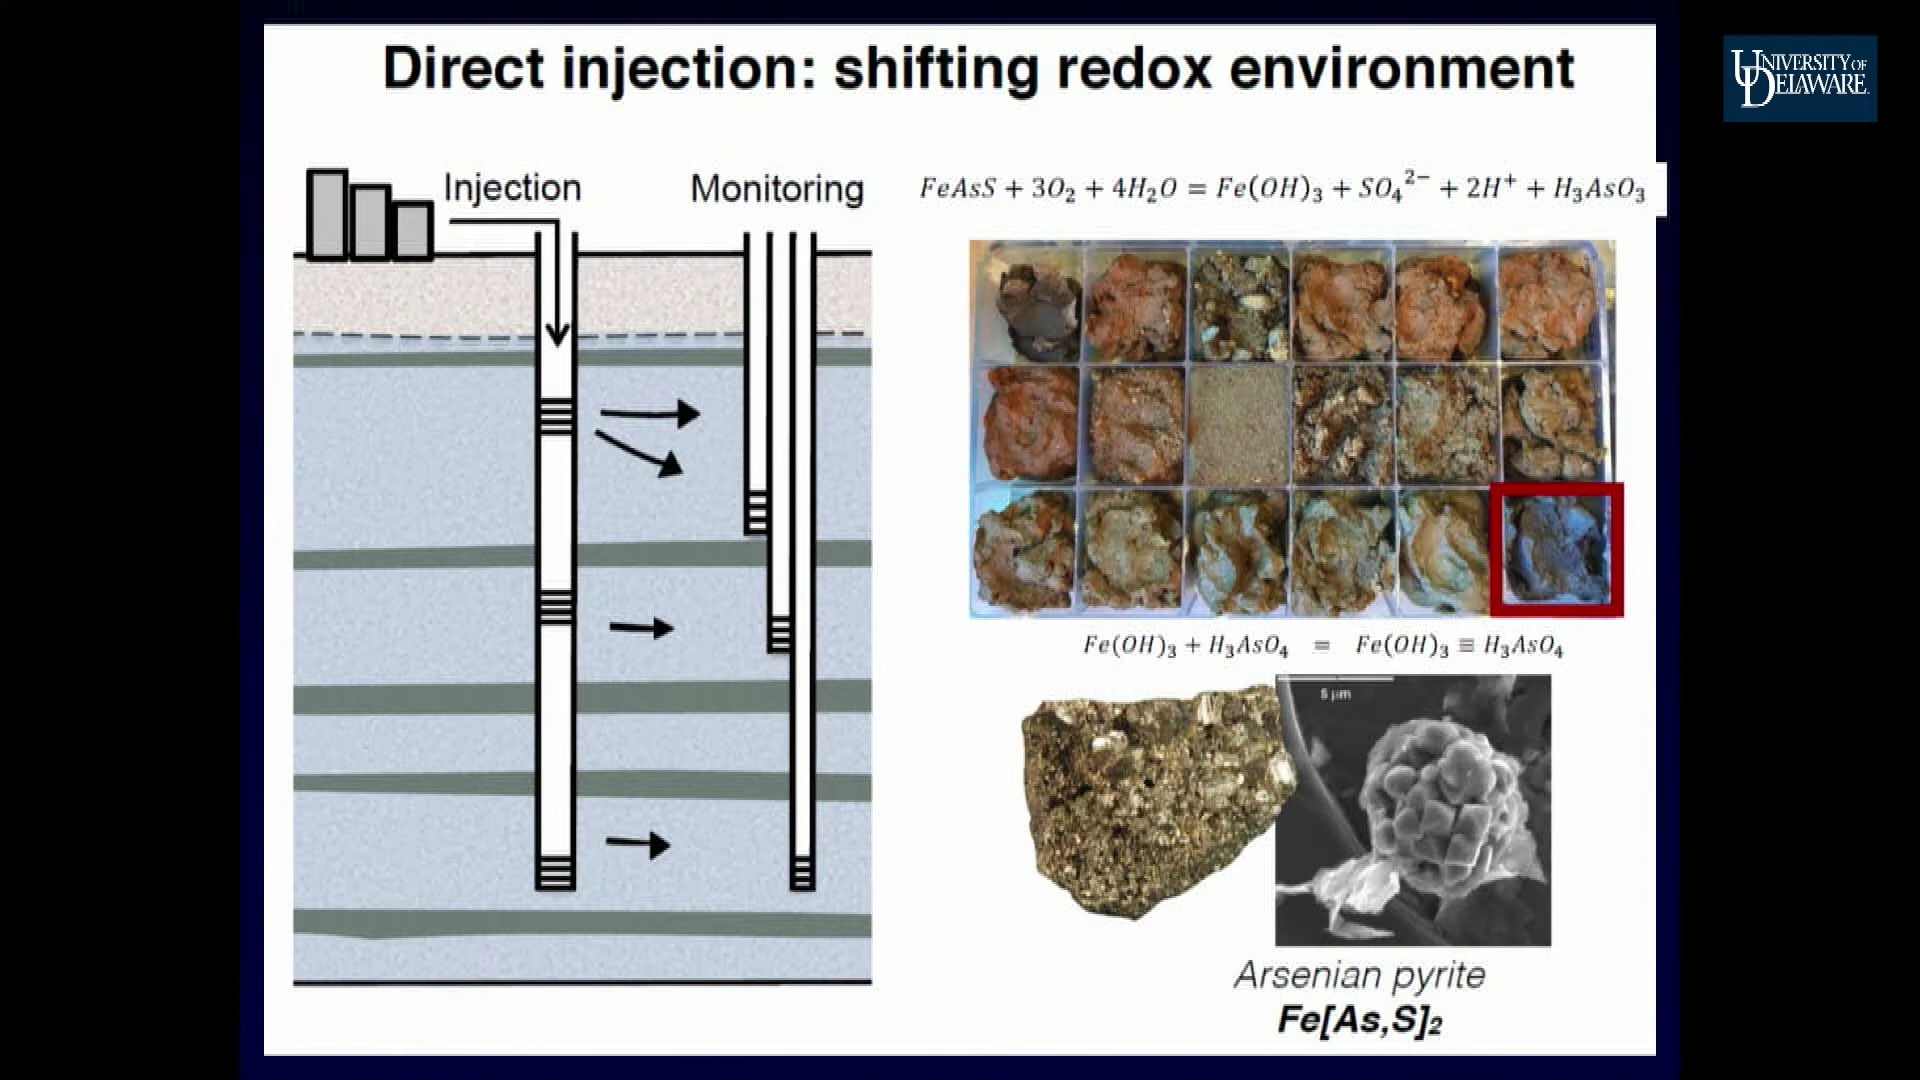 Direct injection: shifting redox environment
UNIVERSITY OF
DELAWARE
Injection
Monitoring
FeAsS + 3O₂ + 4H₂O = Fe(OH)₃ + SO₄²⁻ + 2H⁺ + H₃AsO₃
Fe(OH)₃ + H₃AsO₄ = Fe(OH)₃ ≡ H₃AsO₄
5 µm
Arsenian pyrite
Fe[As,S]₂